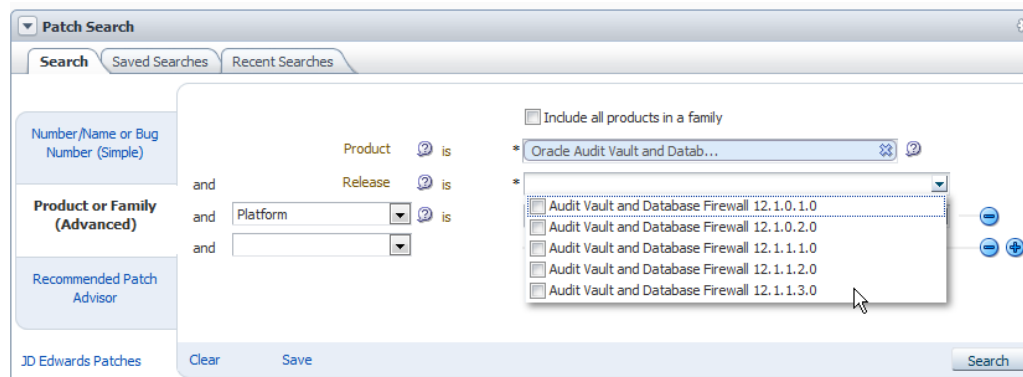 Patch Search
Search Saved Searches Recent Searches
Include all products in a family
Number/Name or Bug
Number (Simple)
Product is * Oracle Audit Vault and Datab...
and Release is *
Product or Family
(Advanced)
and Platform is
and
Audit Vault and Database Firewall 12.1.0.1.0
Audit Vault and Database Firewall 12.1.0.2.0
Audit Vault and Database Firewall 12.1.1.1.0
Audit Vault and Database Firewall 12.1.1.2.0
Audit Vault and Database Firewall 12.1.1.3.0
Recommended Patch
Advisor
JD Edwards Patches
Clear Save Search